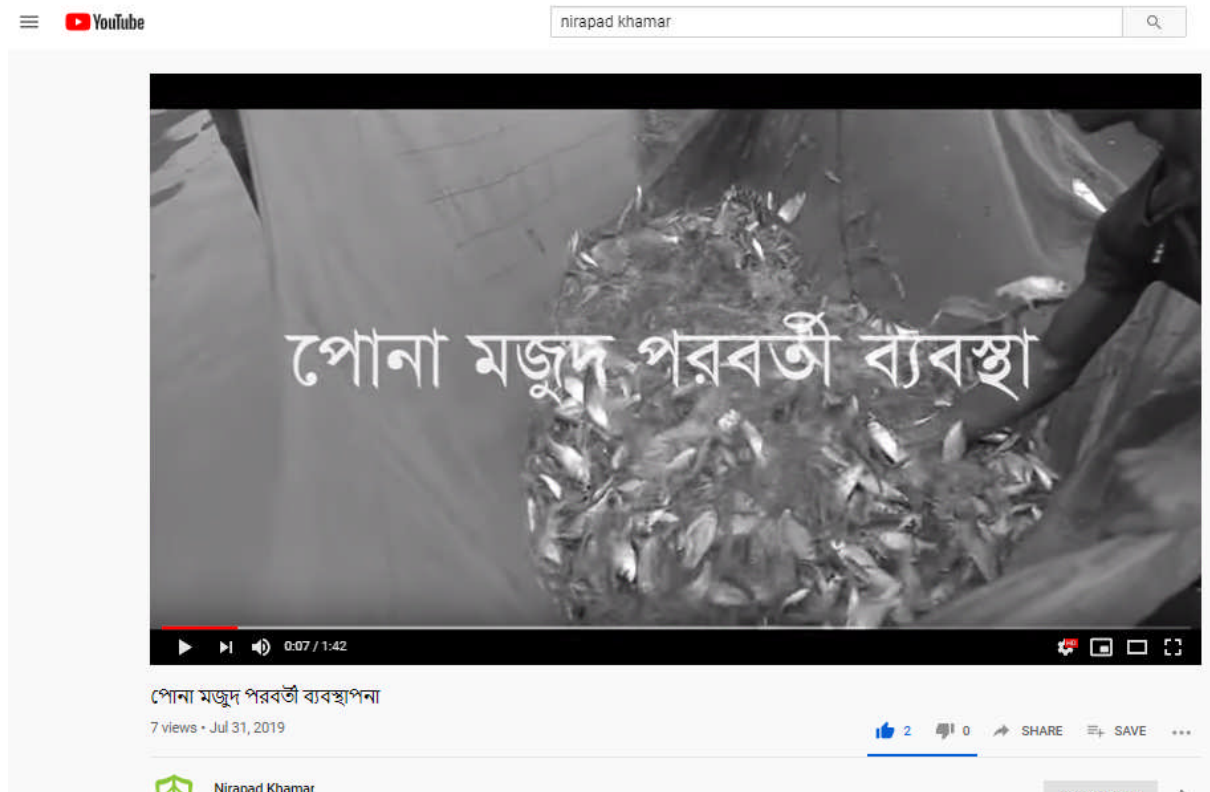 YouTube
nirapad khamar
পোনা মজুদ পরবর্তী ব্যবস্থা
0:07 / 1:42
HD
পোনা মজুদ পরবর্তী ব্যবস্থাপনা
7 views • Jul 31, 2019
2 0 SHARE SAVE
Nirapad Khamar